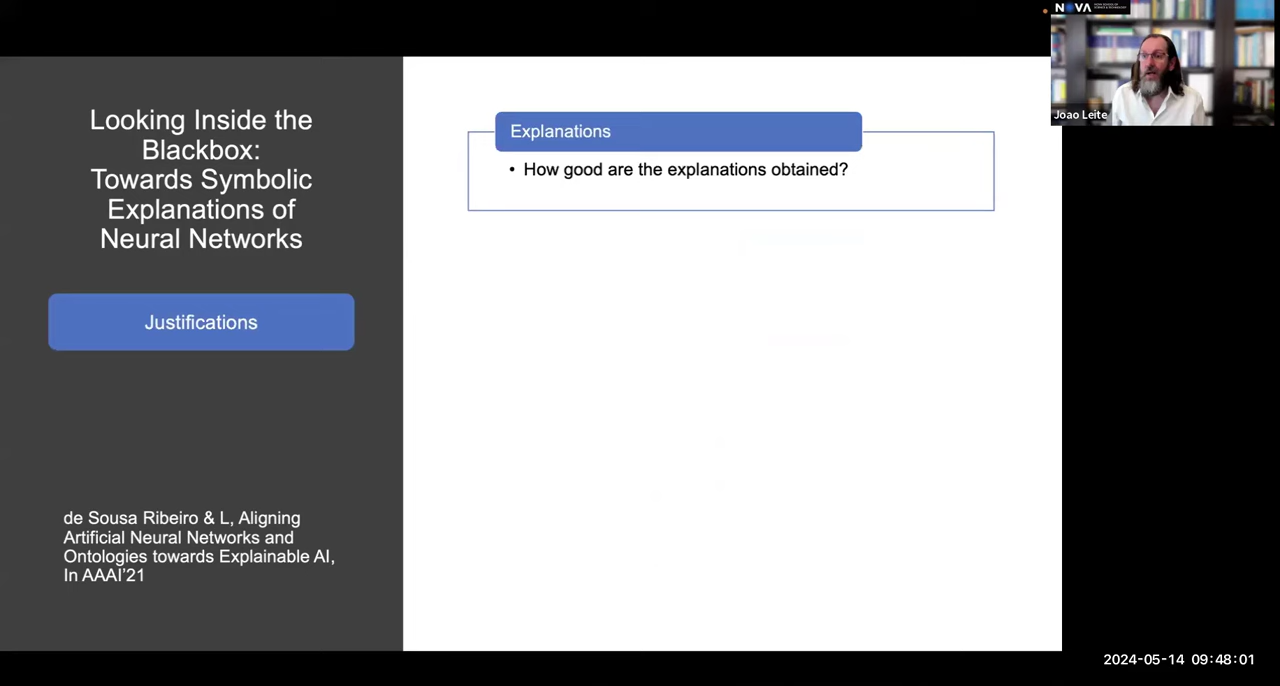 NOVA
Looking Inside the
Blackbox:
Towards Symbolic
Explanations of
Neural Networks
Justifications
de Sousa Ribeiro & L, Aligning
Artificial Neural Networks and
Ontologies towards Explainable AI,
In AAAI'21
Explanations
• How good are the explanations obtained?
Joao Leite
2024-05-14 09:48:01